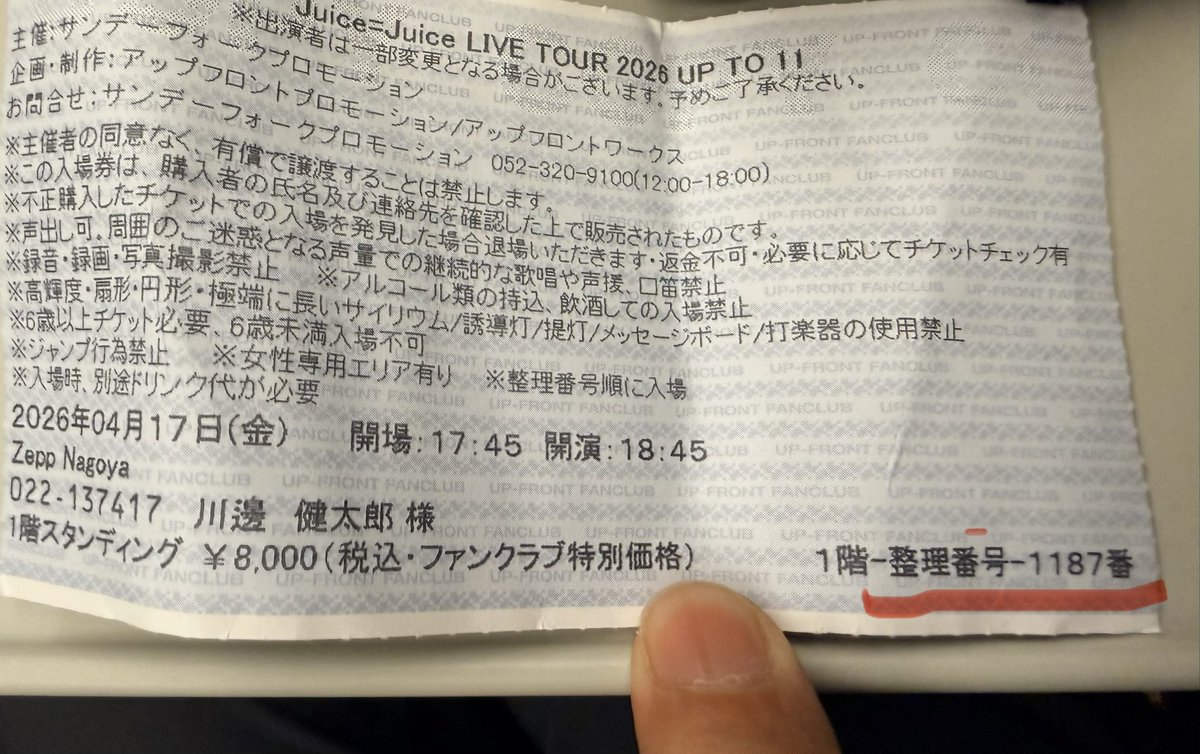 Juice=Juice LIVE TOUR 2026 UP TO 11
※出演者は一部変更となる場合がございます。予めご了承ください。
主催:サンデーフォークプロモーション
企画・制作:アップフロントプロモーション/アップフロントワークス
お問合せ:サンデーフォークプロモーション 052-320-9100(12:00-18:00)
※主催者の同意なく、有償で譲渡することは禁止します。
※この入場券は、購入者の氏名及び連絡先を確認した上で販売されたものです。
※不正購入したチケットでの入場を発見した場合退場いただきます・返金不可・必要に応じてチケットチェック有
※声出し可、周囲のご迷惑となる声量での継続的な歌唱や声援、口笛禁止
※録音・録画・写真撮影禁止 ※アルコール類の持込、飲酒しての入場禁止
※高輝度・扇形・円形・極端に長いサイリウム/誘導灯/提灯/メッセージボード/打楽器の使用禁止
※6歳以上チケット必要、6歳未満入場不可
※ジャンプ行為禁止 ※女性専用エリア有り ※整理番号順に入場
※入場時、別途ドリンク代が必要
2026年04月17日(金) 開場:17:45 開演:18:45
Zepp Nagoya
022-137417 川邊 健太郎 様
1階スタンディング ￥8,000(税込・ファンクラブ特別価格) 1階-整理番号-1187番
UP-FRONT FANCLUB